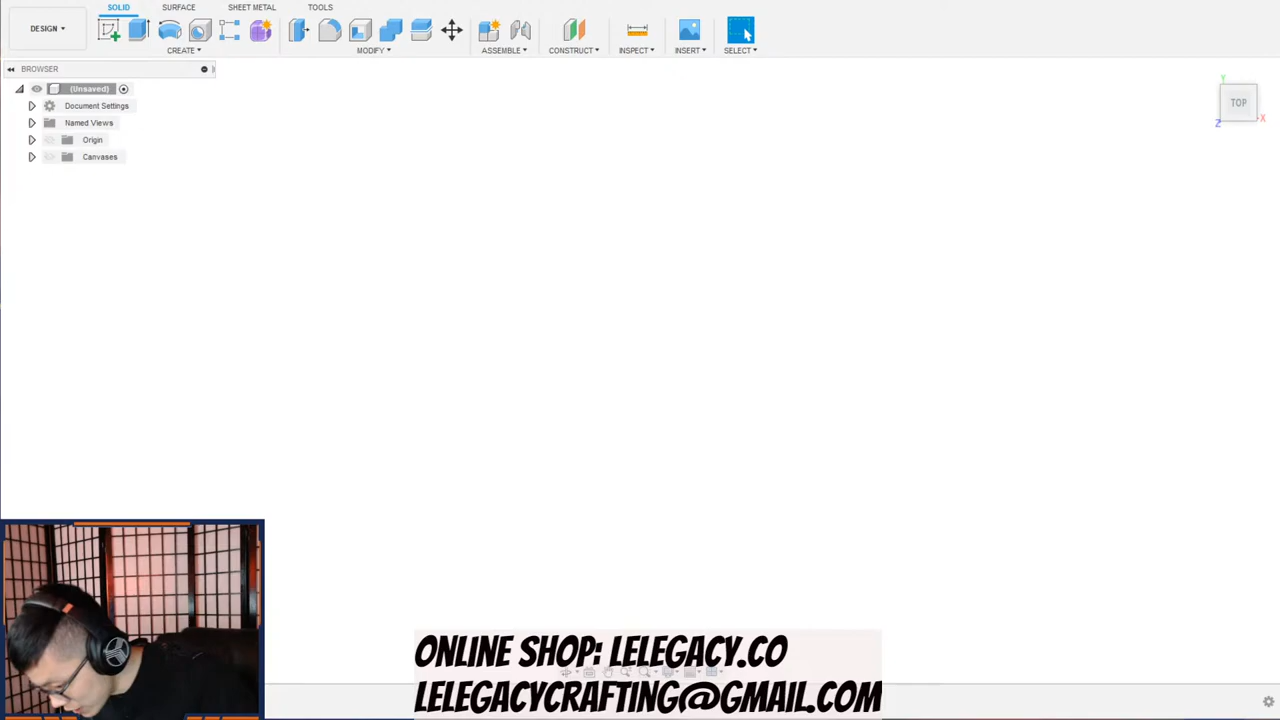 SOLID SURFACE SHEET METAL TOOLS
DESIGN
CREATE MODIFY ASSEMBLE CONSTRUCT INSPECT INSERT SELECT
BROWSER
(Unsaved)
Document Settings
Named Views
Origin
Canvases
Y
TOP
X
Z
ONLINE SHOP: LELEGACY.CO
LELEGACYCRAFTING@GMAIL.COM